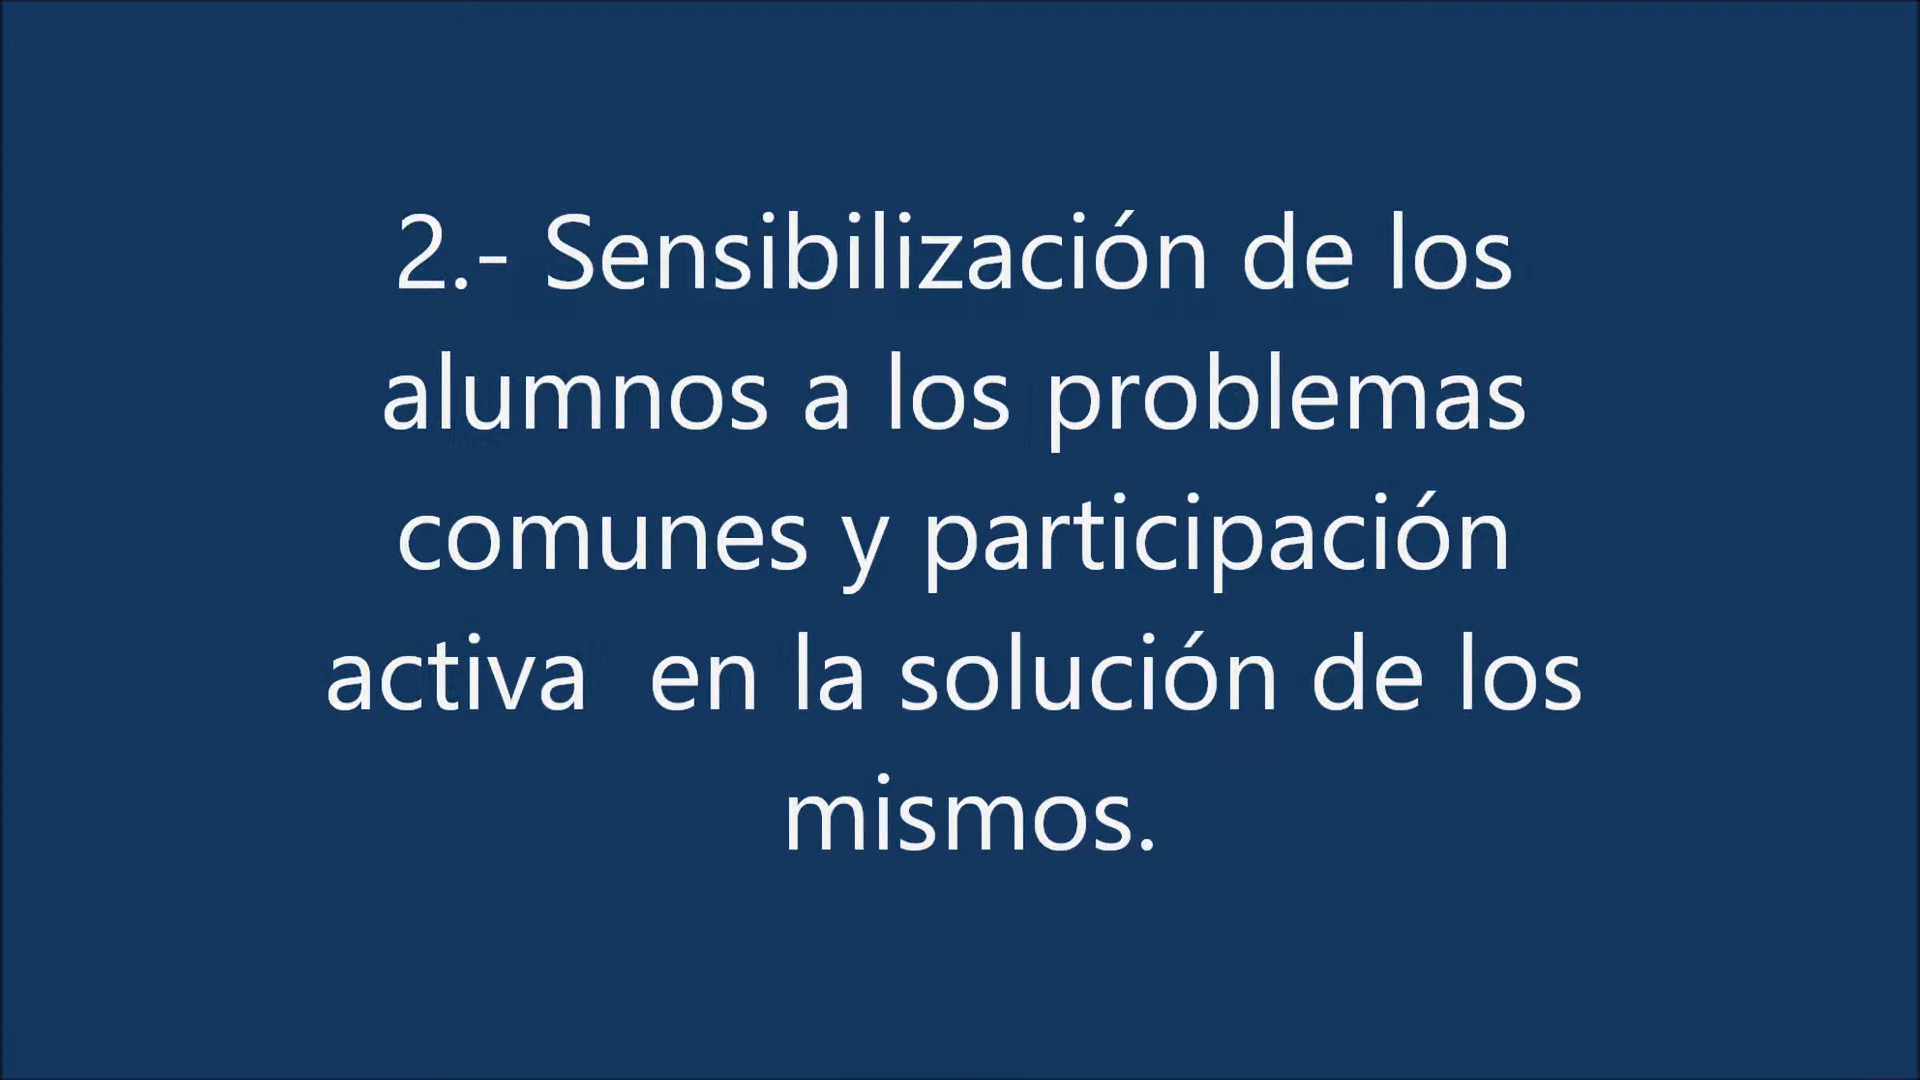 2.- Sensibilización de los
alumnos a los problemas
comunes y participación
activa  en la solución de los
mismos.